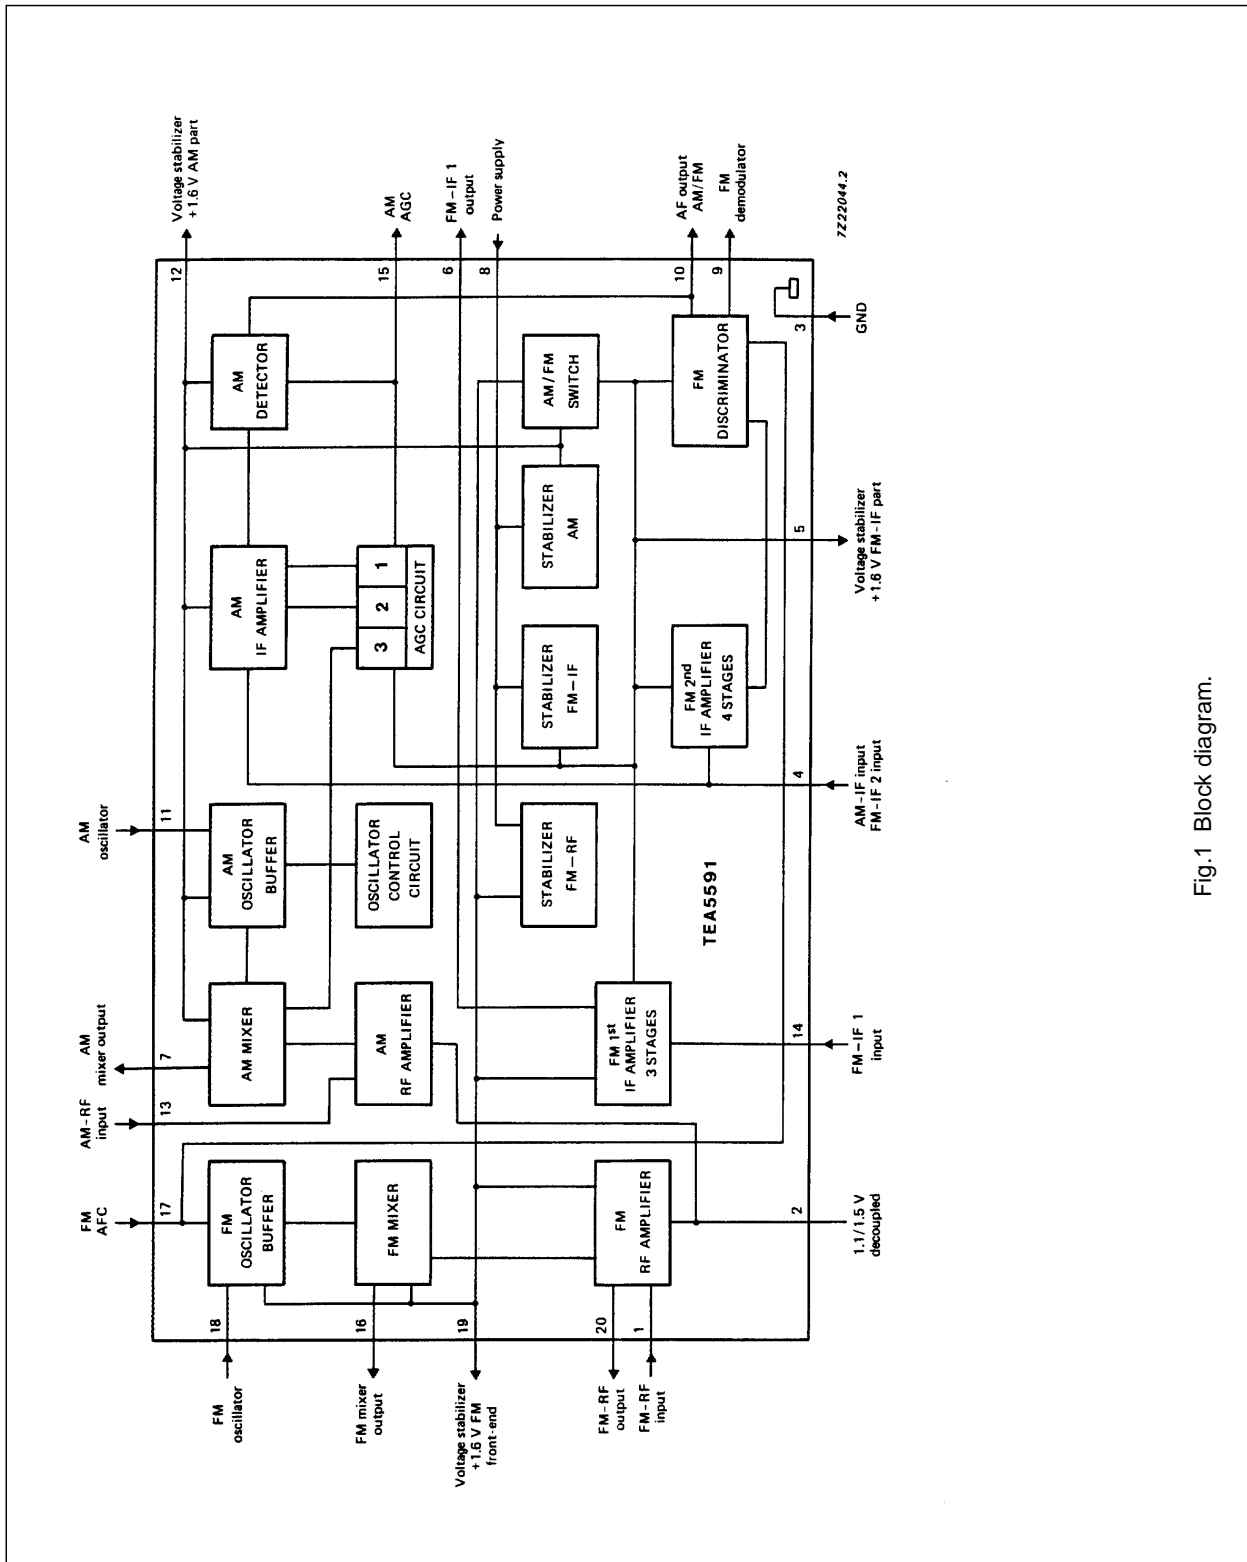 FM
oscillator
18
FM mixer
output
16
Voltage stabilizer
+1.6 V FM
front-end
19
FM-RF
output
20
FM-RF
input
1
FM
AFC
17
FM
OSCILLATOR
BUFFER
FM MIXER
FM
RF AMPLIFIER
2
1.1/1.5 V
decoupled
AM-RF
input
13
AM
mixer output
7
AM MIXER
AM
RF AMPLIFIER
FM 1st
IF AMPLIFIER
3 STAGES
14
FM-IF 1
input
AM
oscillator
11
AM
OSCILLATOR
BUFFER
OSCILLATOR
CONTROL
CIRCUIT
STABILIZER
FM-RF
TEA5591
AM
IF AMPLIFIER
3
2
1
AGC CIRCUIT
STABILIZER
FM-IF
FM 2nd
IF AMPLIFIER
4 STAGES
4
AM-IF input
FM-IF 2 input
STABILIZER
AM
5
Voltage stabilizer
+1.6 V FM-IF part
AM
DETECTOR
AM/FM
SWITCH
FM
DISCRIMINATOR
3
GND
12
Voltage stabilizer
+1.6 V AM part
15
AM
AGC
6
FM-IF 1
output
8
Power supply
10
AF output
AM/FM
9
FM
demodulator
7Z22044.2
Fig.1 Block diagram.